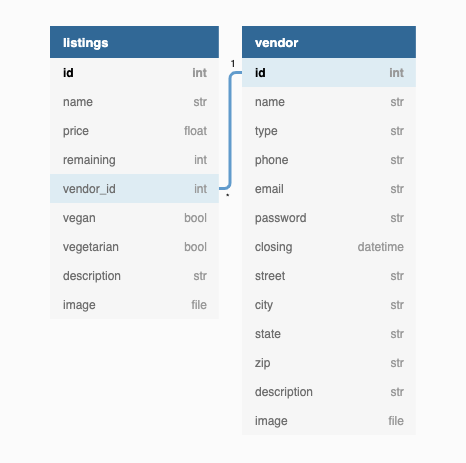 listings
id int
name str
price float
remaining int
vendor_id int
vegan bool
vegetarian bool
description str
image file
1
*
vendor
id int
name str
type str
phone str
email str
password str
closing datetime
street str
city str
state str
zip str
description str
image file